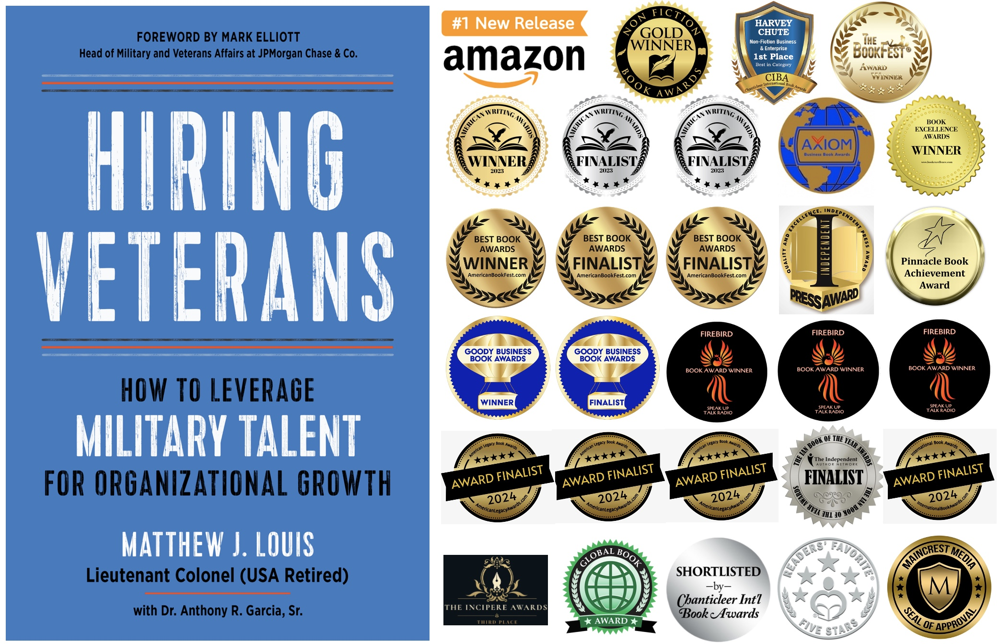 FOREWORD BY MARK ELLIOTT
Head of Military and Veterans Affairs at JPMorgan Chase & Co.
HIRING
VETERANS
HOW TO LEVERAGE
MILITARY TALENT
FOR ORGANIZATIONAL GROWTH
MATTHEW J. LOUIS
Lieutenant Colonel (USA Retired)
with Dr. Anthony R. Garcia, Sr.
#1 New Release
amazon
NON FICTION
GOLD
WINNER
BOOK AWARDS
HARVEY
CHUTE
Non-Fiction Business
& Enterprise
1st Place
Best in Category
CIBA
Chanticleer International Book Awards
THE
BOOKFEST®
AWARD
WINNER
AMERICAN WRITING AWARDS
WINNER
2023
AMERICAN WRITING AWARDS
FINALIST
2023
AMERICAN WRITING AWARDS
FINALIST
2023
AXIOM
Business Book Awards
BOOK
EXCELLENCE
AWARDS
WINNER
www.bookexcellence.com
BEST BOOK
AWARDS
WINNER
AmericanBookFest.com
BEST BOOK
AWARDS
FINALIST
AmericanBookFest.com
BEST BOOK
AWARDS
FINALIST
AmericanBookFest.com
QUALITY AND EXCELLENCE, INDEPENDENT PRESS AWARD
INDEPENDENT
PRESS AWARD
Pinnacle Book
Achievement
Award
GOODY BUSINESS
BOOK AWARDS
WINNER
GOODY BUSINESS
BOOK AWARDS
FINALIST
FIREBIRD
BOOK AWARD WINNER
SPEAK UP
TALK RADIO
FIREBIRD
BOOK AWARD WINNER
SPEAK UP
TALK RADIO
FIREBIRD
BOOK AWARD WINNER
SPEAK UP
TALK RADIO
American Legacy Book Awards
AWARD FINALIST
2024
AmericanLegacyAwards.com
American Legacy Book Awards
AWARD FINALIST
2024
AmericanLegacyAwards.com
American Legacy Book Awards
AWARD FINALIST
2024
AmericanLegacyAwards.com
THE IAN BOOK OF THE YEAR AWARDS
The Independent
AUTHOR NETWORK
FINALIST
THE IAN BOOK OF THE YEAR AWARDS
International Book Awards
AWARD FINALIST
2024
InternationalBookAwards.com
THE INCIPERE AWARDS
THIRD PLACE
GLOBAL BOOK
AWARD
SHORTLISTED
—by—
Chanticleer Int'l
Book Awards
READERS' FAVORITE®
®
FIVE STARS
MAINCREST MEDIA
M
SEAL OF APPROVAL